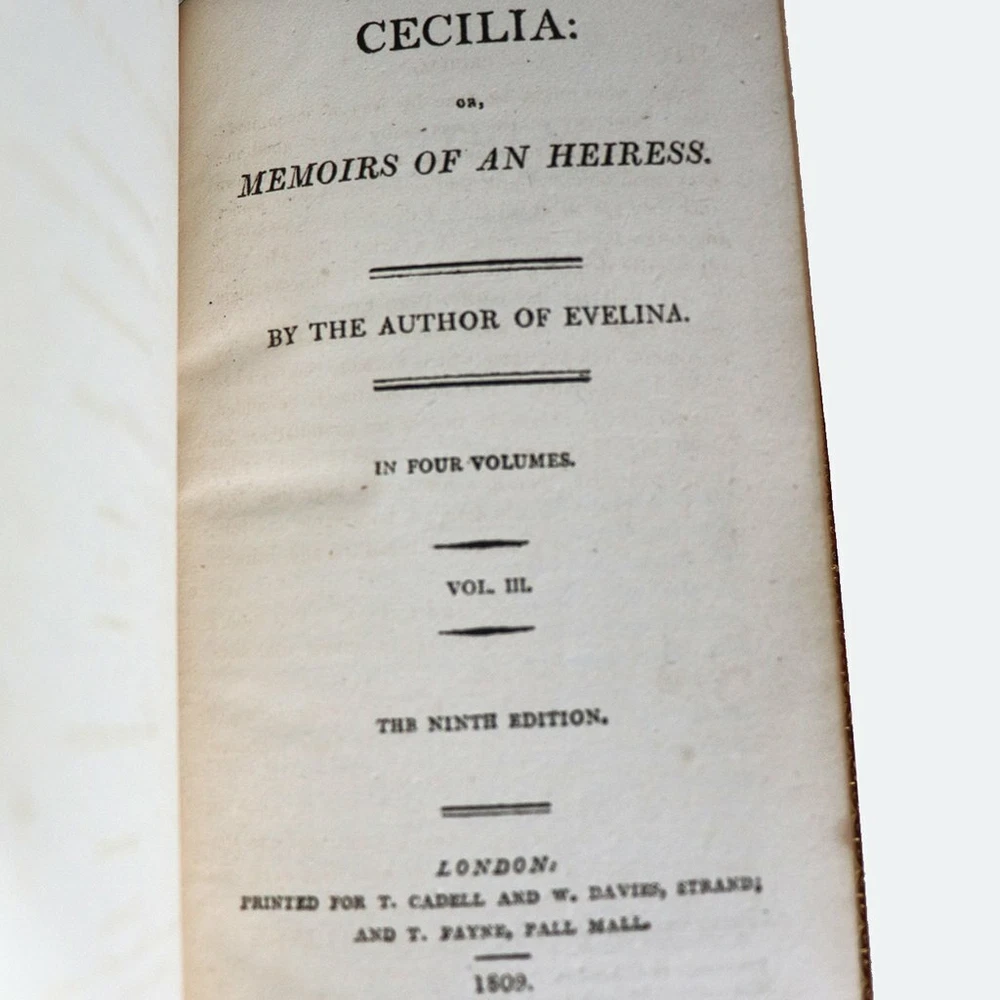 CECILIA:
OR,
MEMOIRS OF AN HEIRESS.
BY THE AUTHOR OF EVELINA.
IN FOUR VOLUMES.
VOL. III.
THE NINTH EDITION.
LONDON:
PRINTED FOR T. CADELL AND W. DAVIES, STRAND;
AND T. PAYNE, PALL MALL.
1809.